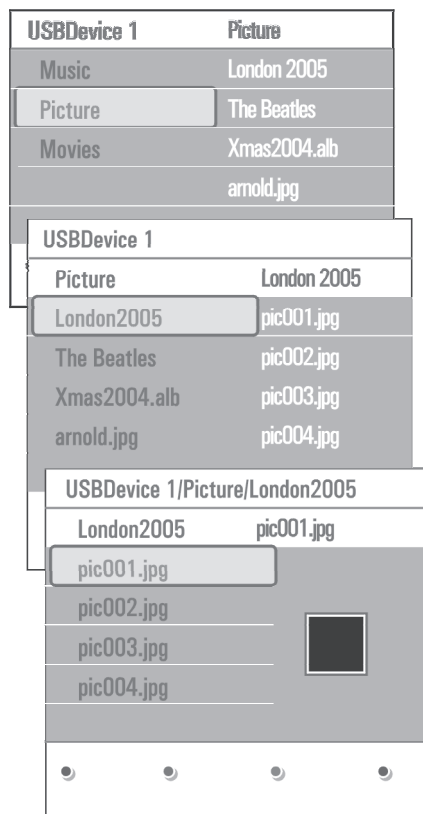 USBDevice 1 Picture
Music London 2005
Picture The Beatles
Movies Xmas2004.alb
arnold.jpg
USBDevice 1
Picture London 2005
London2005 pic001.jpg
The Beatles pic002.jpg
Xmas2004.alb pic003.jpg
arnold.jpg pic004.jpg
USBDevice 1/Picture/London2005
London2005 pic001.jpg
pic001.jpg
pic002.jpg
pic003.jpg
pic004.jpg